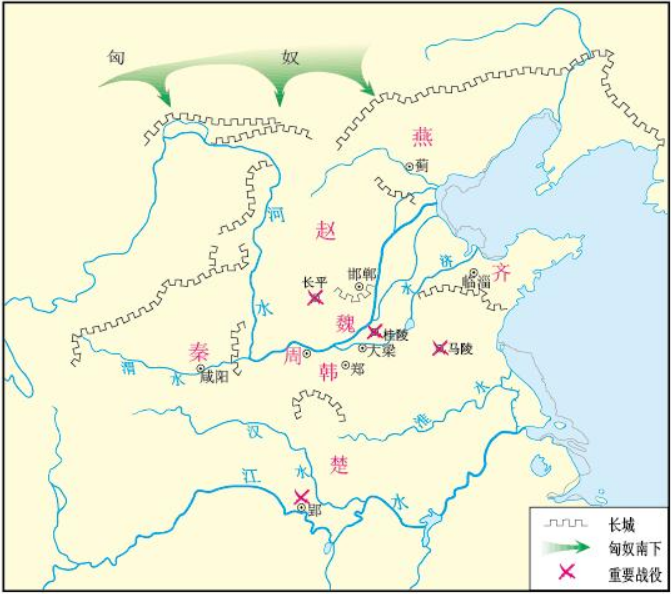 匈 奴
燕
蓟
河
赵
邯郸
长平
济
水
临淄
齐
水
魏
桂陵
马陵
秦
周
大梁
渭
水
咸阳
韩
郑
淮
水
汉
水
楚
江
水
郢
长城
匈奴南下
重要战役